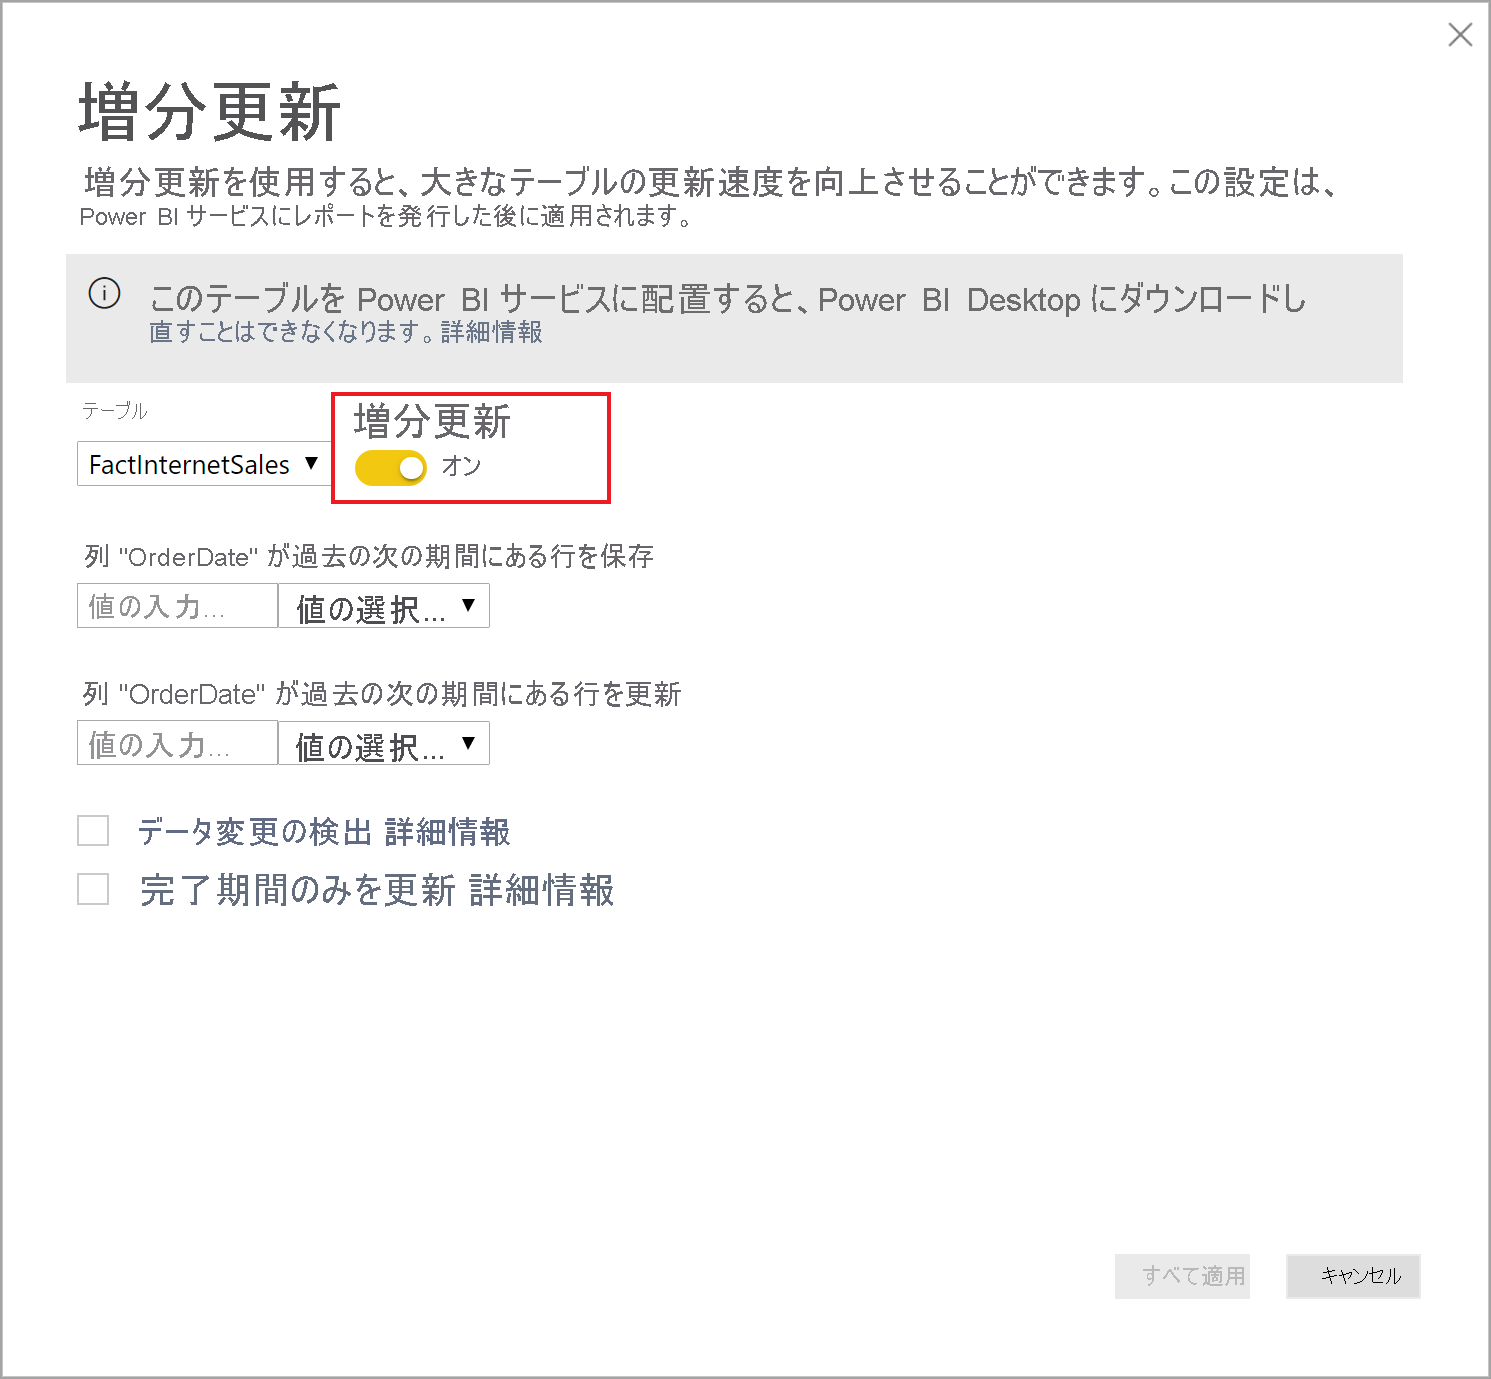 増分更新
増分更新を使用すると、大きなテーブルの更新速度を向上させることができます。この設定は、
Power BI サービスにレポートを発行した後に適用されます。
このテーブルを Power BI サービスに配置すると、Power BI Desktop にダウンロードし
直すことはできなくなります。詳細情報
テーブル
増分更新
FactInternetSales
オン
列 "OrderDate" が過去の次の期間にある行を保存
値の入力... 値の選択...
列 "OrderDate" が過去の次の期間にある行を更新
値の入力... 値の選択...
データ変更の検出 詳細情報
完了期間のみを更新 詳細情報
すべて適用 キャンセル